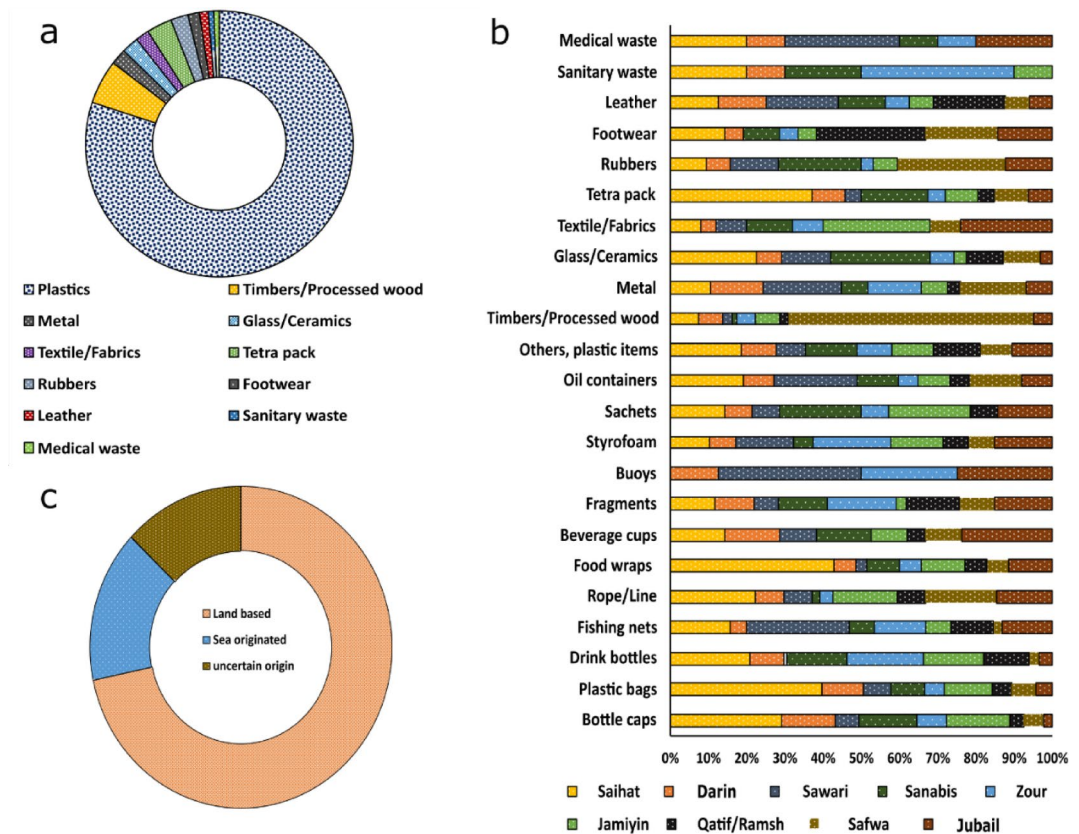 a
Plastics
Timbers/Processed wood
Metal
Glass/Ceramics
Textile/Fabrics
Tetra pack
Rubbers
Footwear
Leather
Sanitary waste
Medical waste
c
Land based
Sea originated
uncertain origin
b
Medical waste
Sanitary waste
Leather
Footwear
Rubbers
Tetra pack
Textile/Fabrics
Glass/Ceramics
Metal
Timbers/Processed wood
Others, plastic items
Oil containers
Sachets
Styrofoam
Buoys
Fragments
Beverage cups
Food wraps
Rope/Line
Fishing nets
Drink bottles
Plastic bags
Bottle caps
0% 10% 20% 30% 40% 50% 60% 70% 80% 90% 100%
Saihat Darin Sawari Sanabis Zour
Jamiyin Qatif/Ramsh Safwa Jubail